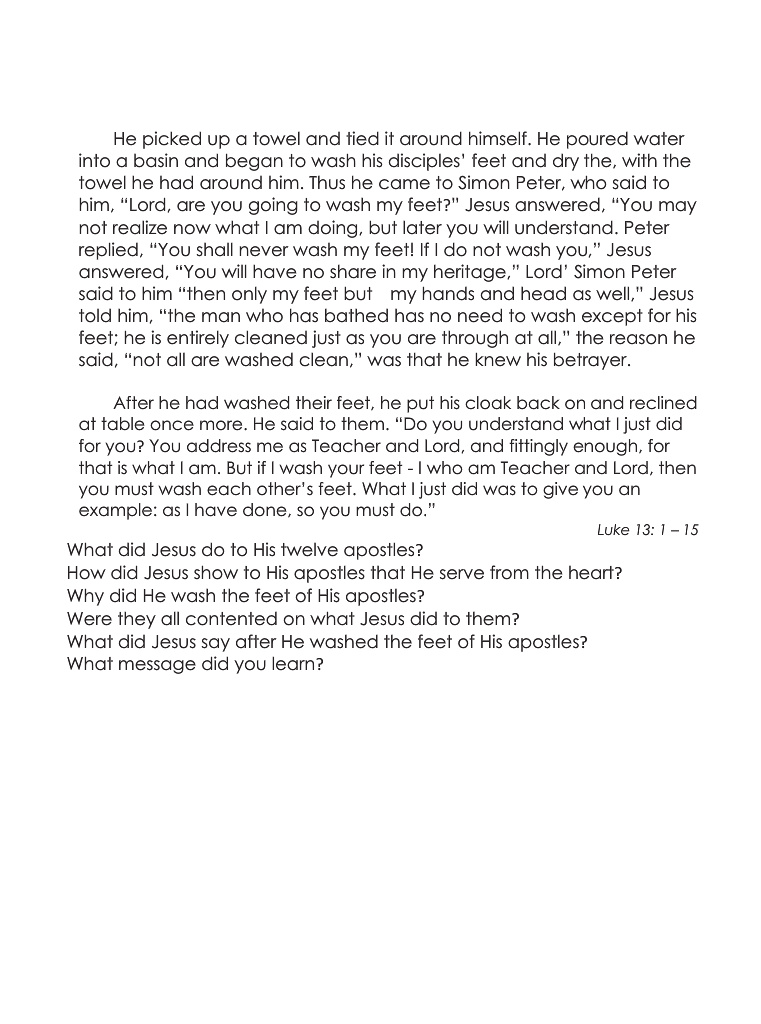 He picked up a towel and tied it around himself. He poured water
into a basin and began to wash his disciples’ feet and dry the, with the
towel he had around him. Thus he came to Simon Peter, who said to
him, “Lord, are you going to wash my feet?” Jesus answered, “You may
not realize now what I am doing, but later you will understand. Peter
replied, “You shall never wash my feet! If I do not wash you,” Jesus
answered, “You will have no share in my heritage,” Lord’ Simon Peter
said to him “then only my feet but my hands and head as well,” Jesus
told him, “the man who has bathed has no need to wash except for his
feet; he is entirely cleaned just as you are through at all,” the reason he
said, “not all are washed clean,” was that he knew his betrayer.
After he had washed their feet, he put his cloak back on and reclined
at table once more. He said to them. “Do you understand what I just did
for you? You address me as Teacher and Lord, and fittingly enough, for
that is what I am. But if I wash your feet - I who am Teacher and Lord, then
you must wash each other’s feet. What I just did was to give you an
example: as I have done, so you must do.”
Luke 13: 1 – 15
What did Jesus do to His twelve apostles?
How did Jesus show to His apostles that He serve from the heart?
Why did He wash the feet of His apostles?
Were they all contented on what Jesus did to them?
What did Jesus say after He washed the feet of His apostles?
What message did you learn?